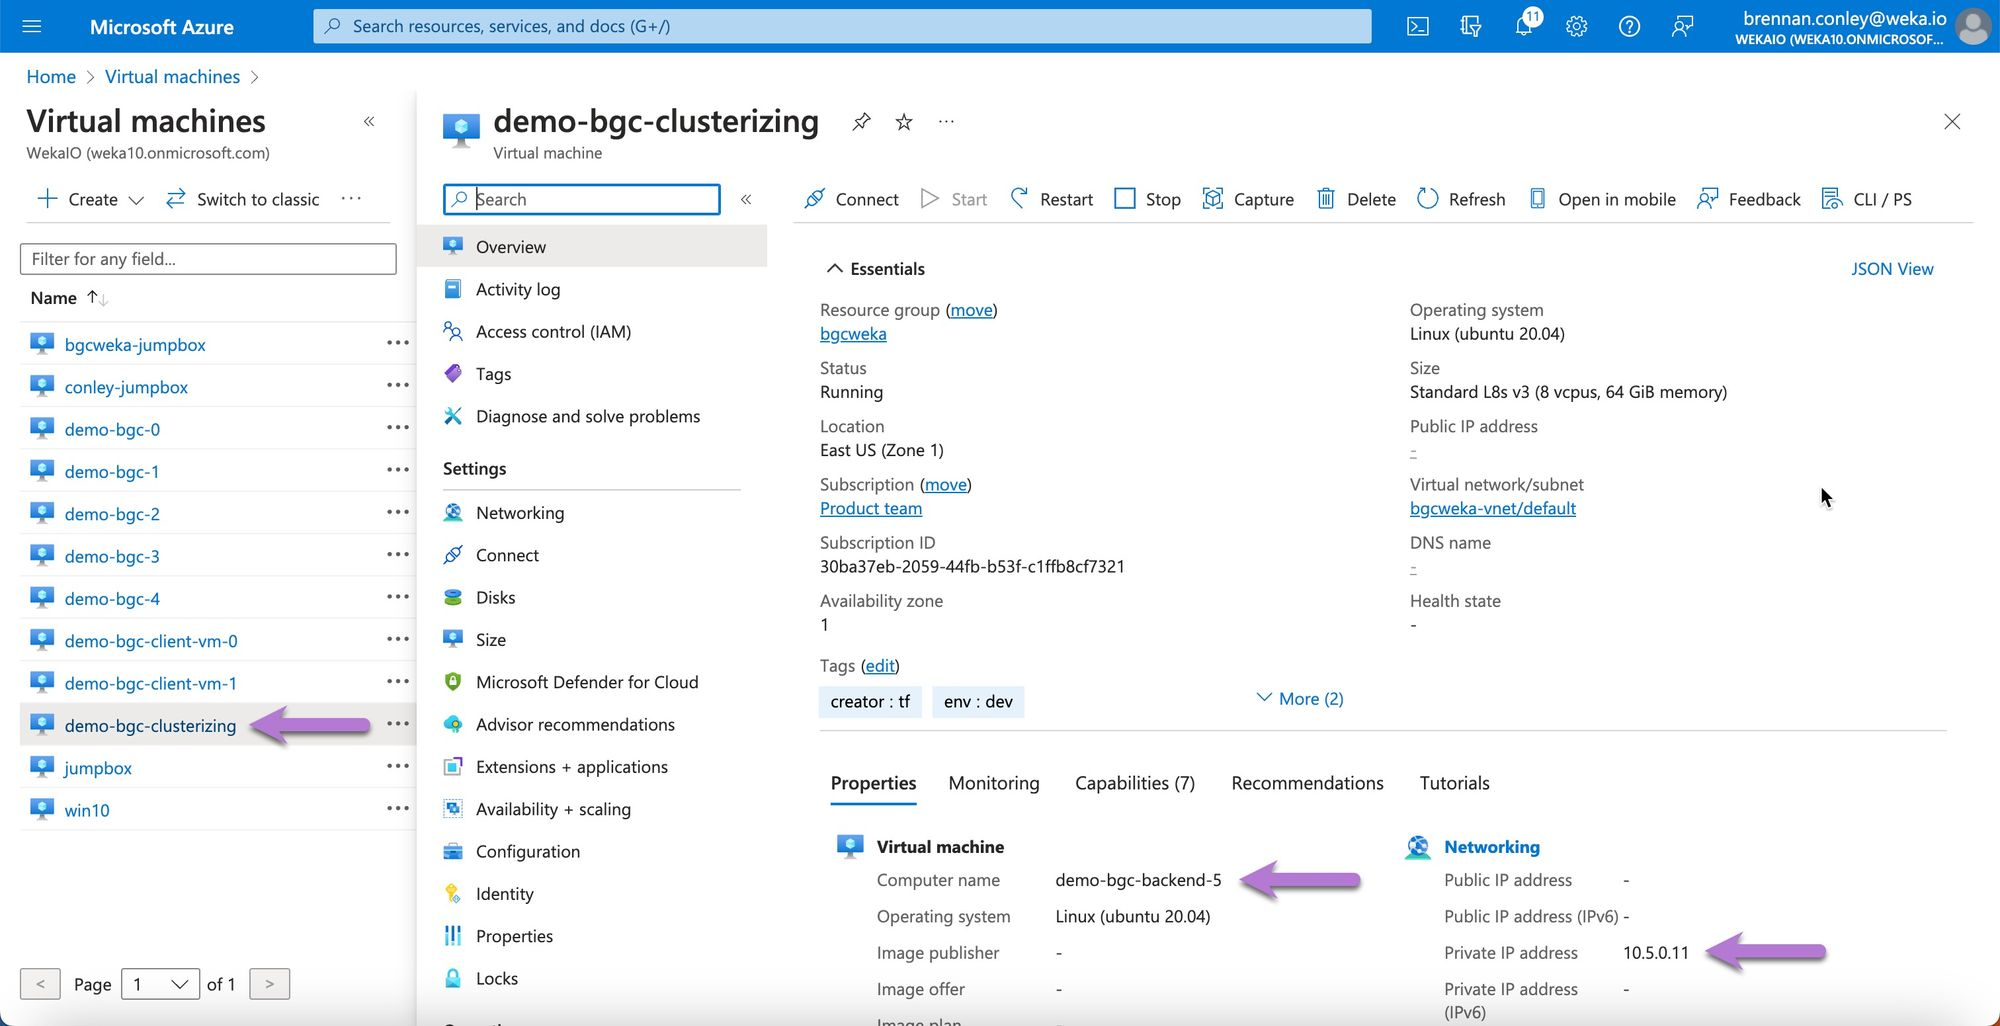 Microsoft Azure
Search resources, services, and docs (G+/)
11
brennan.conley@weka.io
WEKAIO (WEKA10.ONMICROSOF...
Home > Virtual machines >
Virtual machines
«
WekaIO (weka10.onmicrosoft.com)
+ Create
Switch to classic
...
Filter for any field...
Name ↑↓
bgcweka-jumpbox ...
conley-jumpbox ...
demo-bgc-0 ...
demo-bgc-1 ...
demo-bgc-2 ...
demo-bgc-3 ...
demo-bgc-4 ...
demo-bgc-client-vm-0 ...
demo-bgc-client-vm-1 ...
demo-bgc-clusterizing ...
jumpbox ...
win10 ...
< Page 1 of 1 >
demo-bgc-clusterizing
...
Virtual machine
Search
«
Overview
Activity log
Access control (IAM)
Tags
Diagnose and solve problems
Settings
Networking
Connect
Disks
Size
Microsoft Defender for Cloud
Advisor recommendations
Extensions + applications
Availability + scaling
Configuration
Identity
Properties
Locks
Connect Start Restart Stop Capture Delete Refresh Open in mobile Feedback CLI / PS
Essentials
JSON View
Resource group (move)
bgcweka
Status
Running
Location
East US (Zone 1)
Subscription (move)
Product team
Subscription ID
30ba37eb-2059-44fb-b53f-c1ffb8cf7321
Availability zone
1
Operating system
Linux (ubuntu 20.04)
Size
Standard L8s v3 (8 vcpus, 64 GiB memory)
Public IP address
-
Virtual network/subnet
bgcweka-vnet/default
DNS name
-
Health state
-
Tags (edit)
creator : tf
env : dev
More (2)
Properties Monitoring Capabilities (7) Recommendations Tutorials
Virtual machine
Computer name demo-bgc-backend-5
Operating system Linux (ubuntu 20.04)
Image publisher -
Image offer -
Image plan
Networking
Public IP address -
Public IP address (IPv6) -
Private IP address 10.5.0.11
Private IP address -
(IPv6)